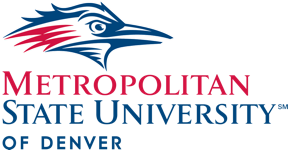 METROPOLITAN
STATE UNIVERSITY℠
OF DENVER